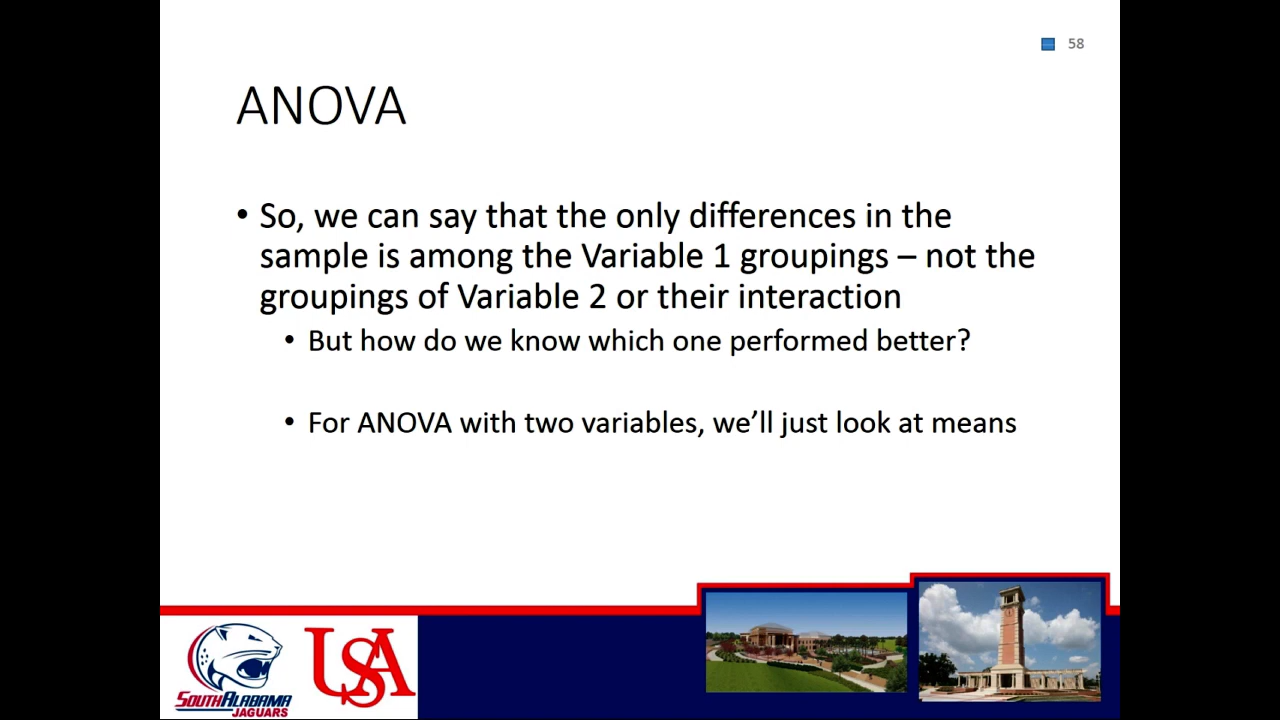 58
ANOVA
• So, we can say that the only differences in the
sample is among the Variable 1 groupings – not the
groupings of Variable 2 or their interaction
• But how do we know which one performed better?
• For ANOVA with two variables, we’ll just look at means
SOUTH ALABAMA
JAGUARS
USA